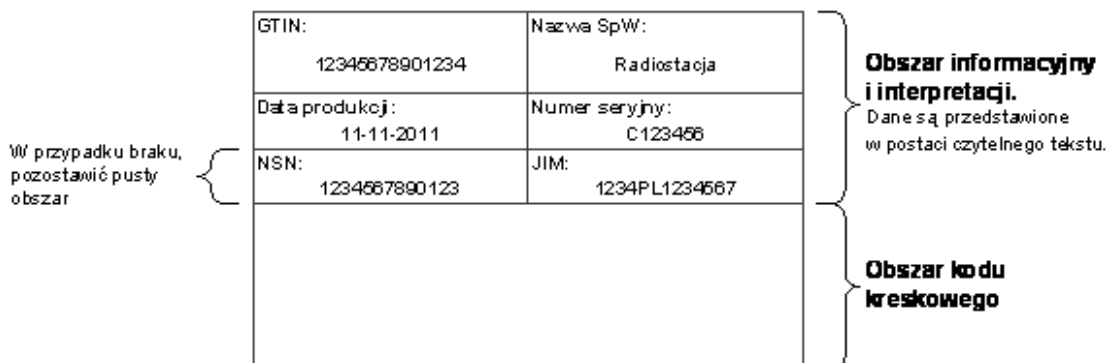 GTIN:
12345678901234
Nazwa SpW:
Radiostacja
Data produkcji:
11-11-2011
Numer seryjny:
C123456
NSN:
1234567890123
JIM:
1234PL1234567
W przypadku braku,
pozostawić pusty
obszar
Obszar informacyjny
i interpretacji.
Dane są przedstawione
w postaci czytelnego tekstu.
Obszar kodu
kreskowego